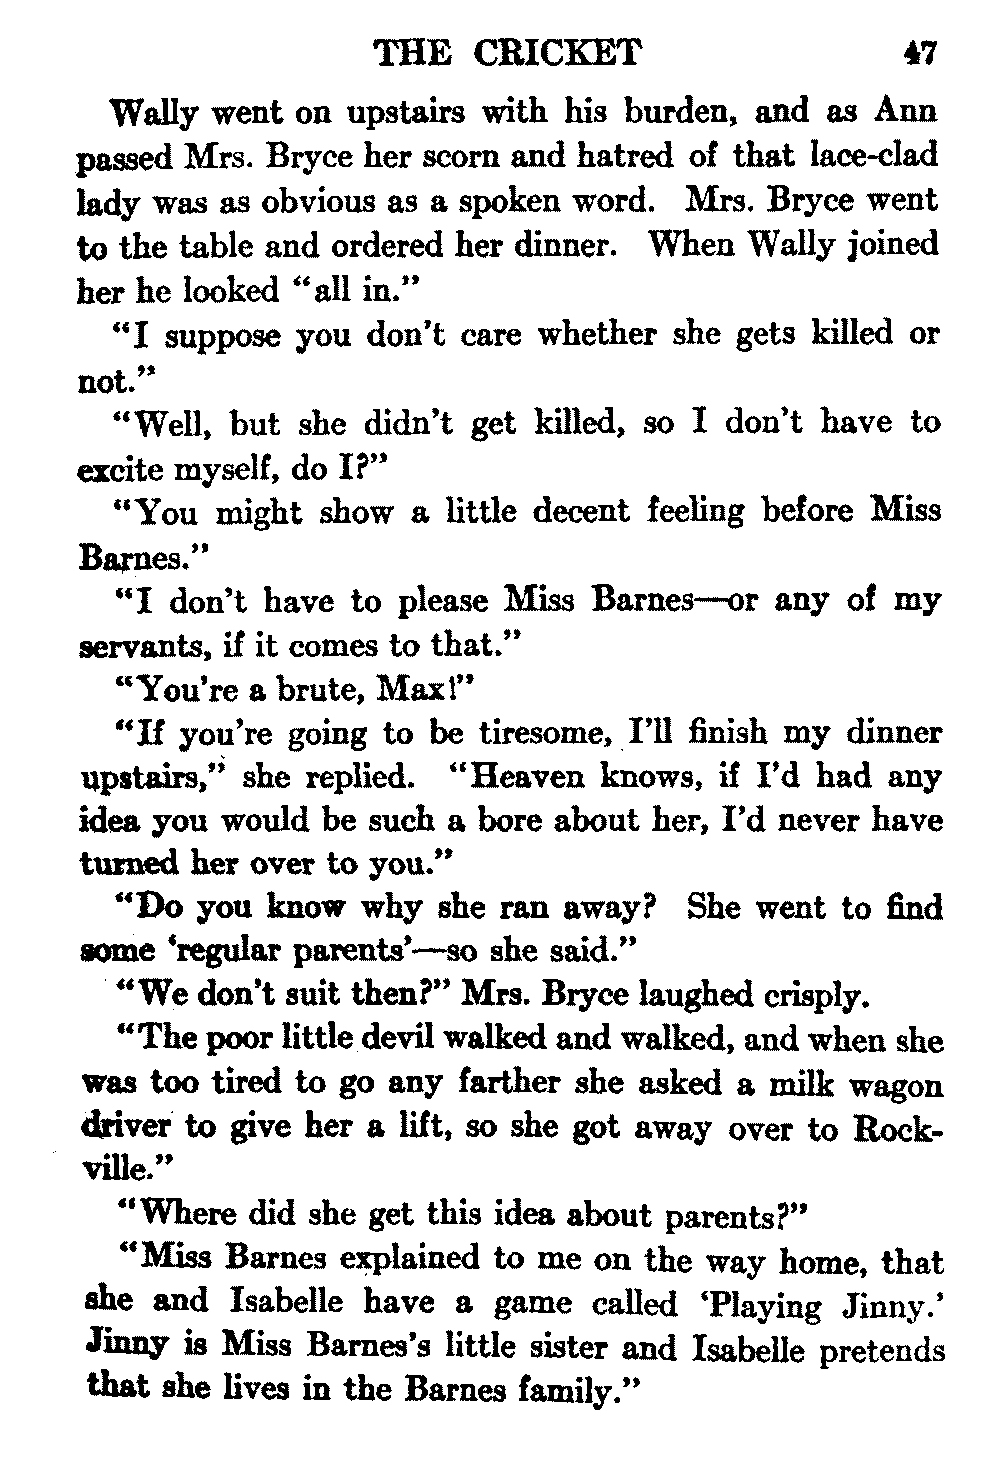 THE CRICKET 47
Wally went on upstairs with his burden, and as Ann
passed Mrs. Bryce her scorn and hatred of that lace-clad
lady was as obvious as a spoken word. Mrs. Bryce went
to the table and ordered her dinner. When Wally joined
her he looked "all in."
"I suppose you don't care whether she gets killed or
not."
"Well, but she didn't get killed, so I don't have to
excite myself, do I?"
"You might show a little decent feeling before Miss
Barnes."
"I don't have to please Miss Barnes—or any of my
servants, if it comes to that."
"You're a brute, Max!"
"If you're going to be tiresome, I'll finish my dinner
upstairs," she replied. "Heaven knows, if I'd had any
idea you would be such a bore about her, I'd never have
turned her over to you."
"Do you know why she ran away? She went to find
some 'regular parents'—so she said."
"We don't suit then?" Mrs. Bryce laughed crisply.
"The poor little devil walked and walked, and when she
was too tired to go any farther she asked a milk wagon
driver to give her a lift, so she got away over to Rock-
ville."
"Where did she get this idea about parents?"
"Miss Barnes explained to me on the way home, that
she and Isabelle have a game called 'Playing Jinny.'
Jinny is Miss Barnes's little sister and Isabelle pretends
that she lives in the Barnes family."